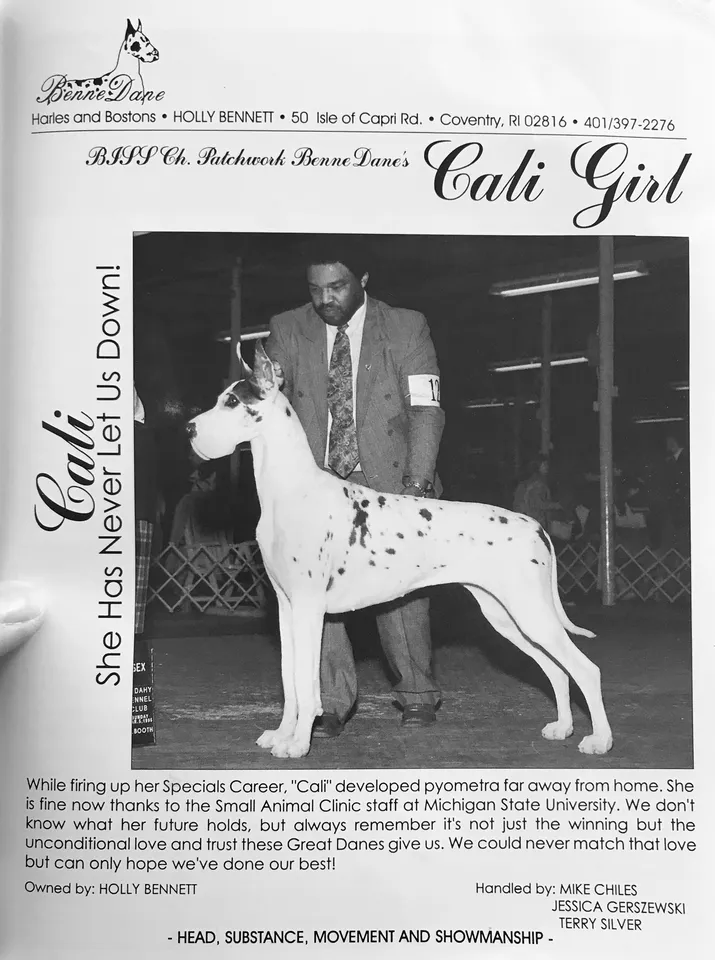 BenneDane
Harles and Bostons • HOLLY BENNETT • 50 Isle of Capri Rd. • Coventry, RI 02816 • 401/397-2276
BISS Ch. Patchwork BenneDane's Cali Girl
Cali
She Has Never Let Us Down!
12
SEX
DAHY
ENNEL
CLUB
BOOTH
While firing up her Specials Career, "Cali" developed pyometra far away from home. She
is fine now thanks to the Small Animal Clinic staff at Michigan State University. We don't
know what her future holds, but always remember it's not just the winning but the
unconditional love and trust these Great Danes give us. We could never match that love
but can only hope we've done our best!
Owned by: HOLLY BENNETT
Handled by: MIKE CHILES
JESSICA GERSZEWSKI
TERRY SILVER
- HEAD, SUBSTANCE, MOVEMENT AND SHOWMANSHIP -